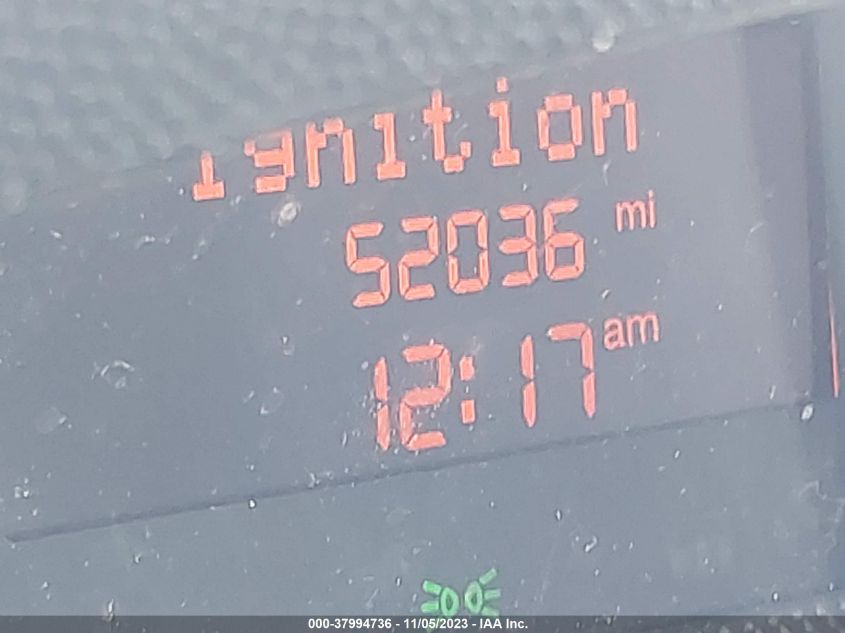 Ignition
52036 mi
12:17 am
000-37994736 - 11/05/2023 - IAA Inc.